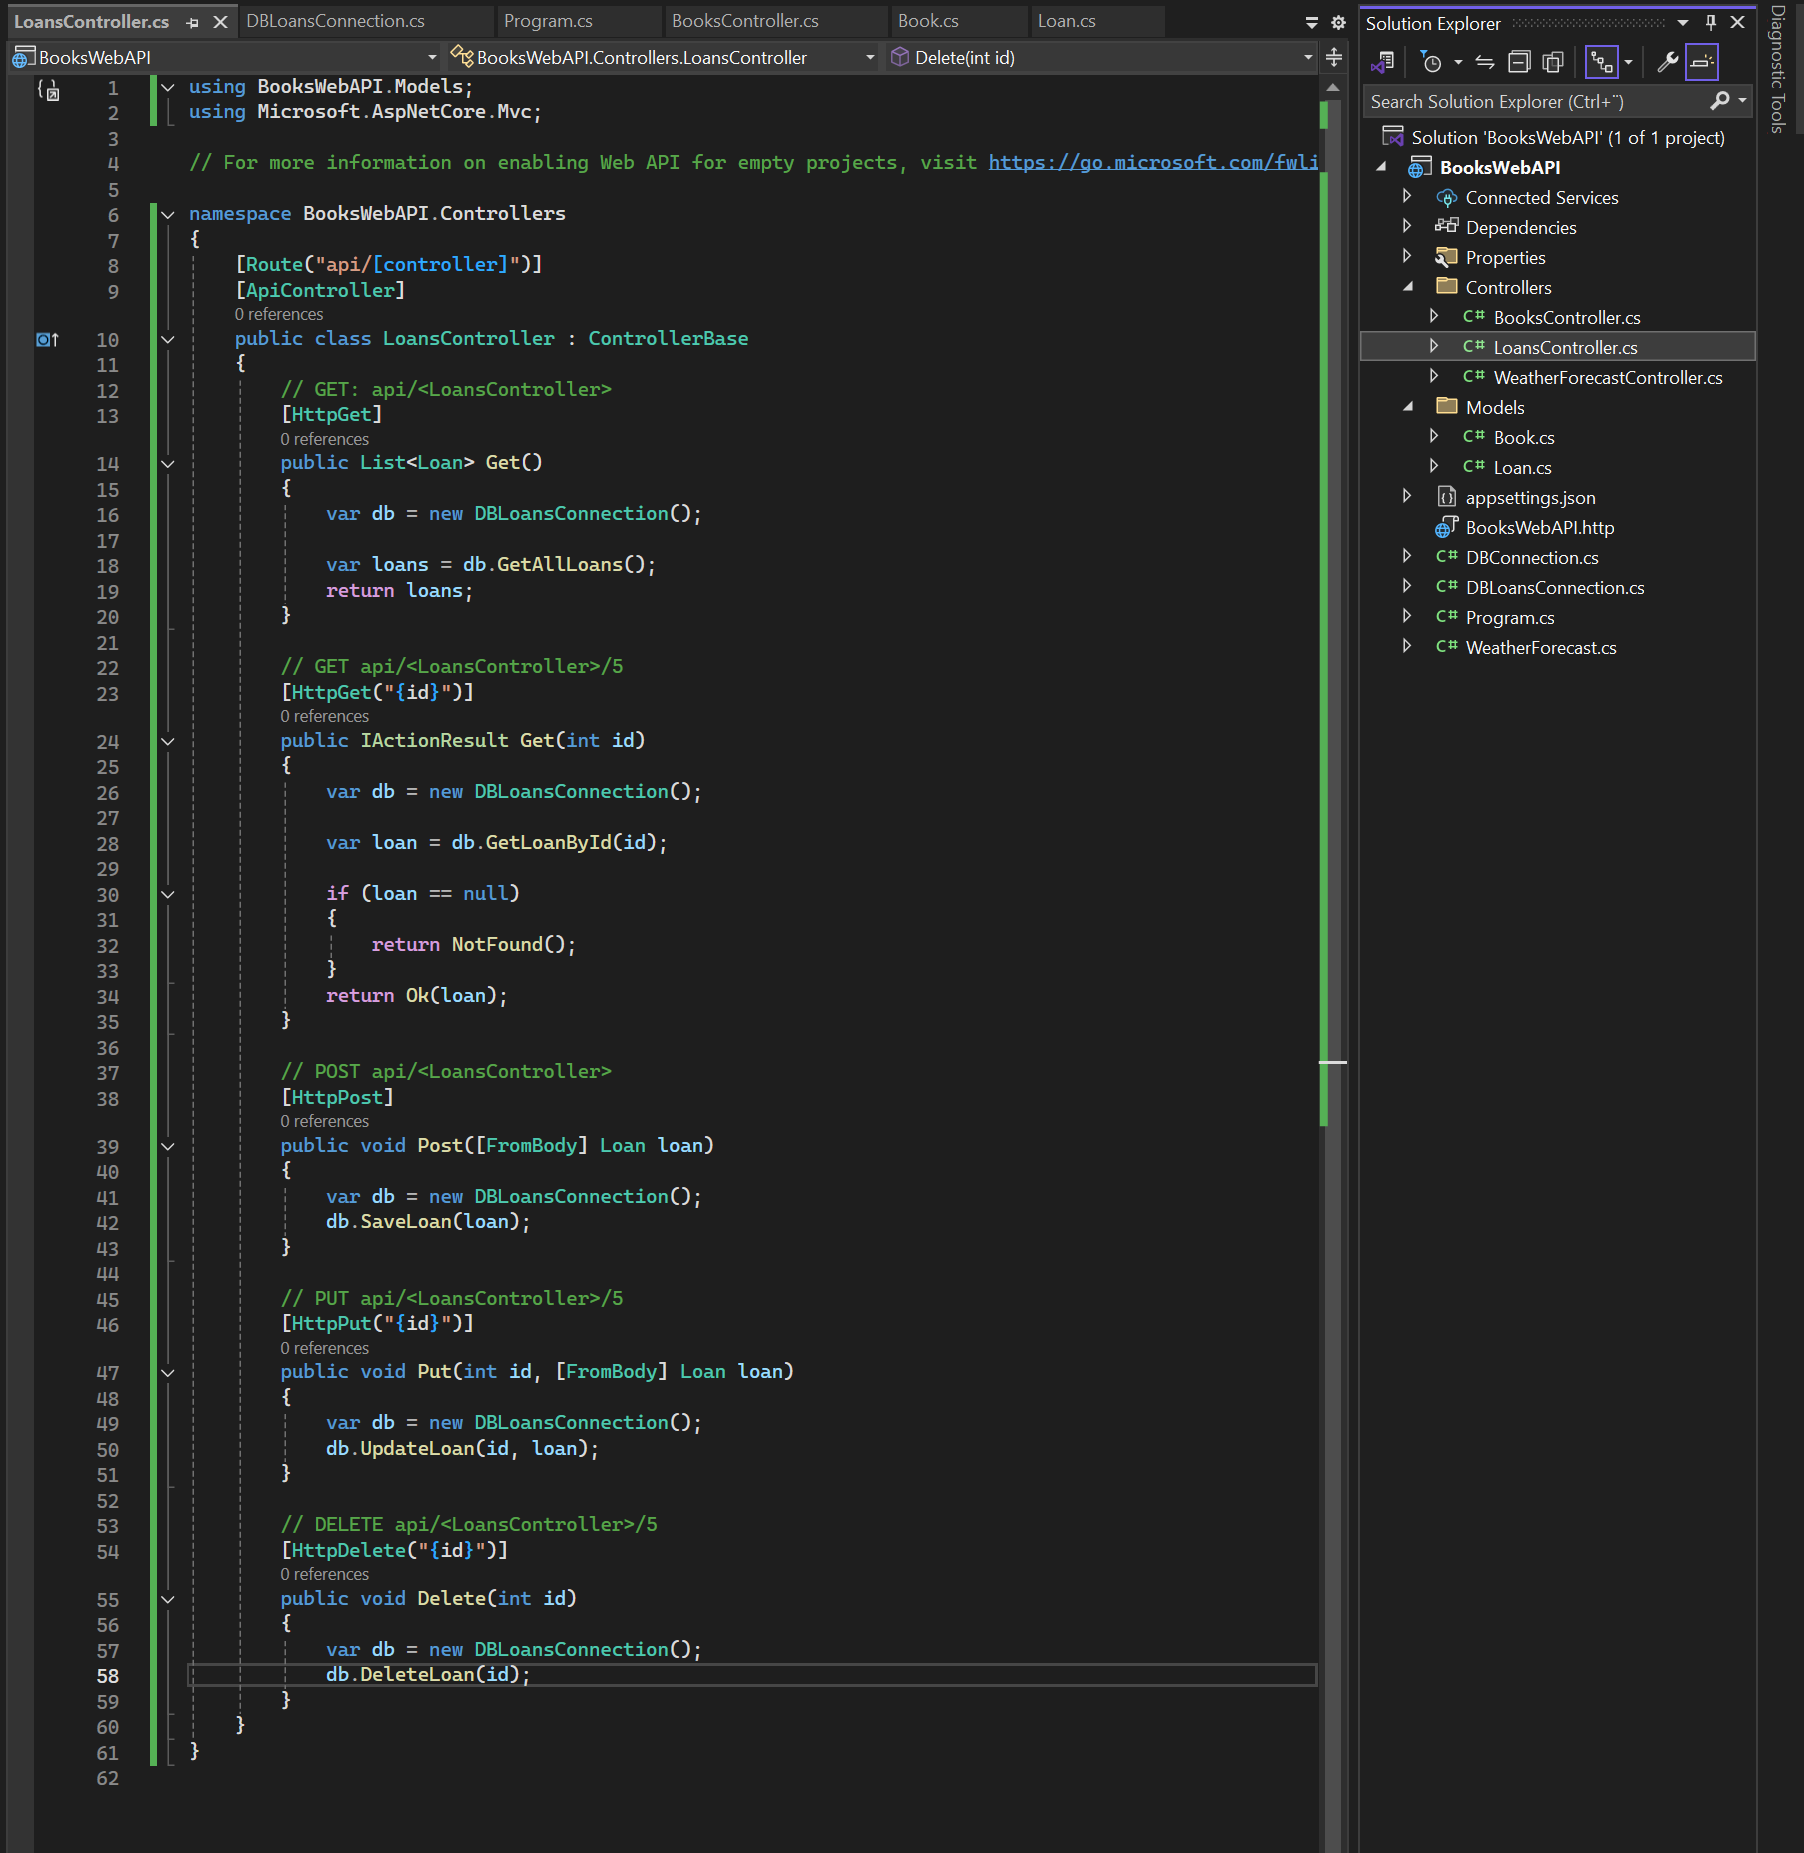 LoansController.cs
DBLoansConnection.cs
Program.cs
BooksController.cs
Book.cs
Loan.cs
BooksWebAPI
BooksWebAPI.Controllers.LoansController
Delete(int id)
1 using BooksWebAPI.Models;
2 using Microsoft.AspNetCore.Mvc;
3
4 // For more information on enabling Web API for empty projects, visit https://go.microsoft.com/fwli
5
6 namespace BooksWebAPI.Controllers
7 {
8 [Route("api/[controller]")]
9 [ApiController]
0 references
10 public class LoansController : ControllerBase
11 {
12 // GET: api/<LoansController>
13 [HttpGet]
0 references
14 public List<Loan> Get()
15 {
16 var db = new DBLoansConnection();
17
18 var loans = db.GetAllLoans();
19 return loans;
20 }
21
22 // GET api/<LoansController>/5
23 [HttpGet("{id}")]
0 references
24 public IActionResult Get(int id)
25 {
26 var db = new DBLoansConnection();
27
28 var loan = db.GetLoanById(id);
29
30 if (loan == null)
31 {
32 return NotFound();
33 }
34 return Ok(loan);
35 }
36
37 // POST api/<LoansController>
38 [HttpPost]
0 references
39 public void Post([FromBody] Loan loan)
40 {
41 var db = new DBLoansConnection();
42 db.SaveLoan(loan);
43 }
44
45 // PUT api/<LoansController>/5
46 [HttpPut("{id}")]
0 references
47 public void Put(int id, [FromBody] Loan loan)
48 {
49 var db = new DBLoansConnection();
50 db.UpdateLoan(id, loan);
51 }
52
53 // DELETE api/<LoansController>/5
54 [HttpDelete("{id}")]
0 references
55 public void Delete(int id)
56 {
57 var db = new DBLoansConnection();
58 db.DeleteLoan(id);
59 }
60 }
61 }
62
Solution Explorer
Search Solution Explorer (Ctrl+¨)
Solution 'BooksWebAPI' (1 of 1 project)
BooksWebAPI
Connected Services
Dependencies
Properties
Controllers
C# BooksController.cs
C# LoansController.cs
C# WeatherForecastController.cs
Models
C# Book.cs
C# Loan.cs
appsettings.json
BooksWebAPI.http
C# DBConnection.cs
C# DBLoansConnection.cs
C# Program.cs
C# WeatherForecast.cs
Diagnostic Tools